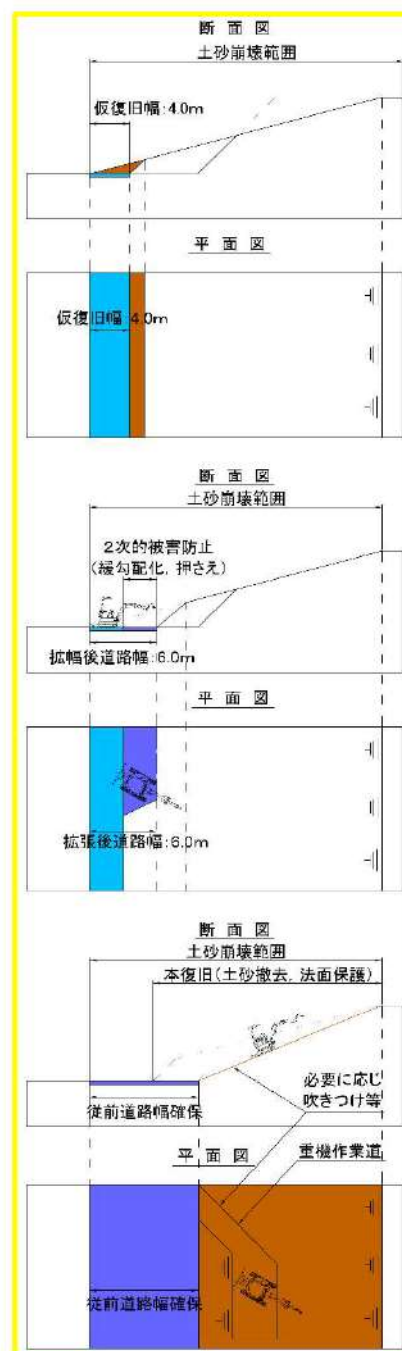 断面図
土砂崩壊範囲
仮復旧幅:4.0m
平面図
仮復旧幅:4.0m
断面図
土砂崩壊範囲
2次的被害防止
(緩勾配化, 押さえ)
拡幅後道路幅:6.0m
平面図
拡張後道路幅:6.0m
断面図
土砂崩壊範囲
本復旧(土砂撤去, 法面保護)
必要に応じ
吹きつけ等
従前道路幅確保
平面図
重機作業道
従前道路幅確保